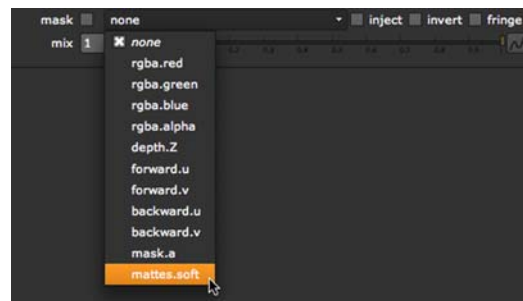 mask none inject invert fringe
mix 1 none
rgba.red
rgba.green
rgba.blue
rgba.alpha
depth.Z
forward.u
forward.v
backward.u
backward.v
mask.a
mattes.soft